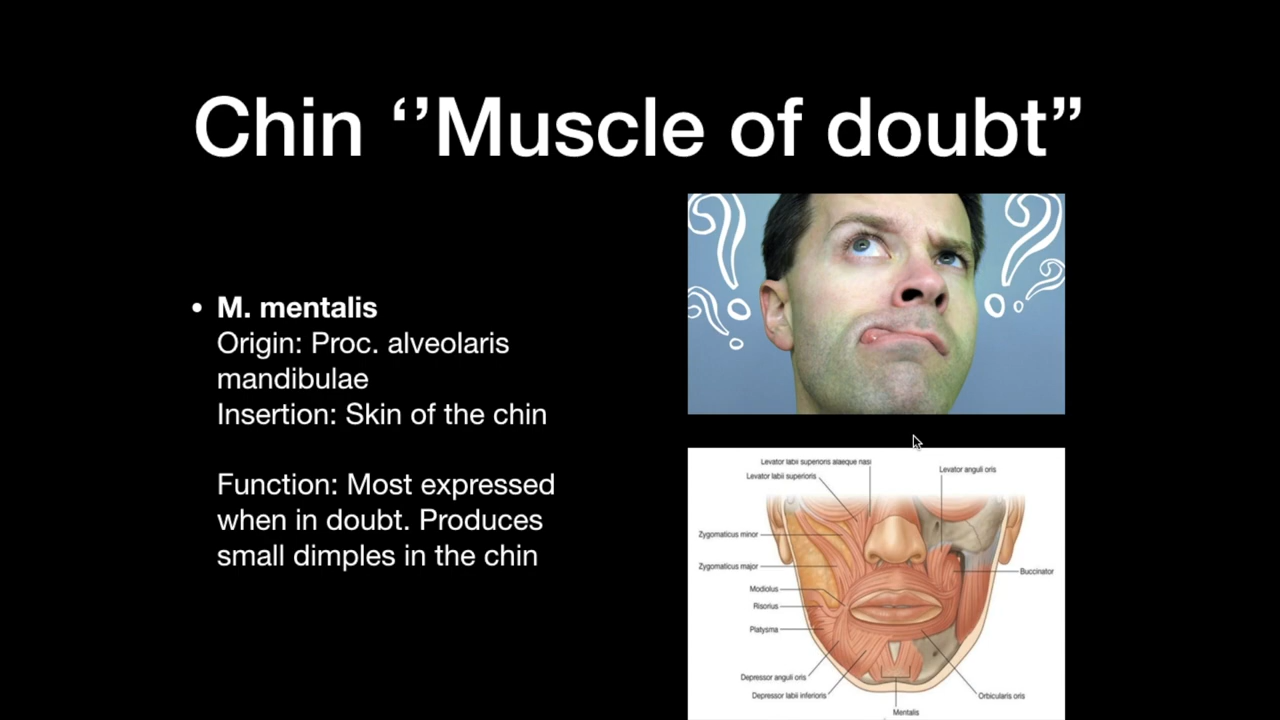 Chin ‘’Muscle of doubt”
• M. mentalis
Origin: Proc. alveolaris
mandibulae
Insertion: Skin of the chin
Function: Most expressed
when in doubt. Produces
small dimples in the chin
? ? ? ?
Levator labii superioris alaeque nasi
Levator labii superioris
Levator anguli oris
Zygomaticus minor
Zygomaticus major
Buccinator
Modiolus
Risorius
Platysma
Depressor anguli oris
Depressor labii inferioris
Orbicularis oris
Mentalis